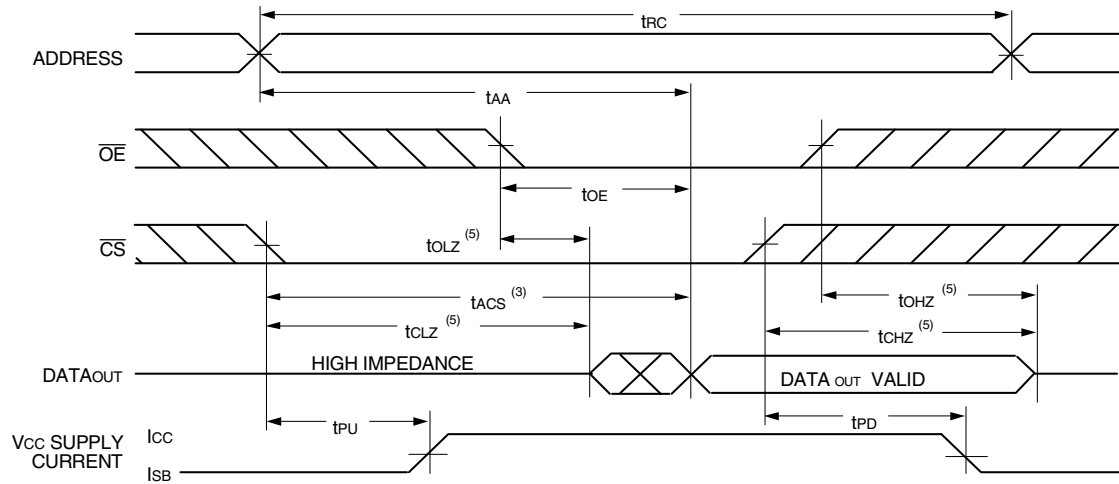 tRC
ADDRESS
tAA
OE
tOE
CS
tOLZ (5)
tACS (3)
tOHZ (5)
tCLZ (5)
tCHZ (5)
HIGH IMPEDANCE
DATAOUT
DATA OUT VALID
tPU
tPD
VCC SUPPLY
CURRENT
ICC
ISB